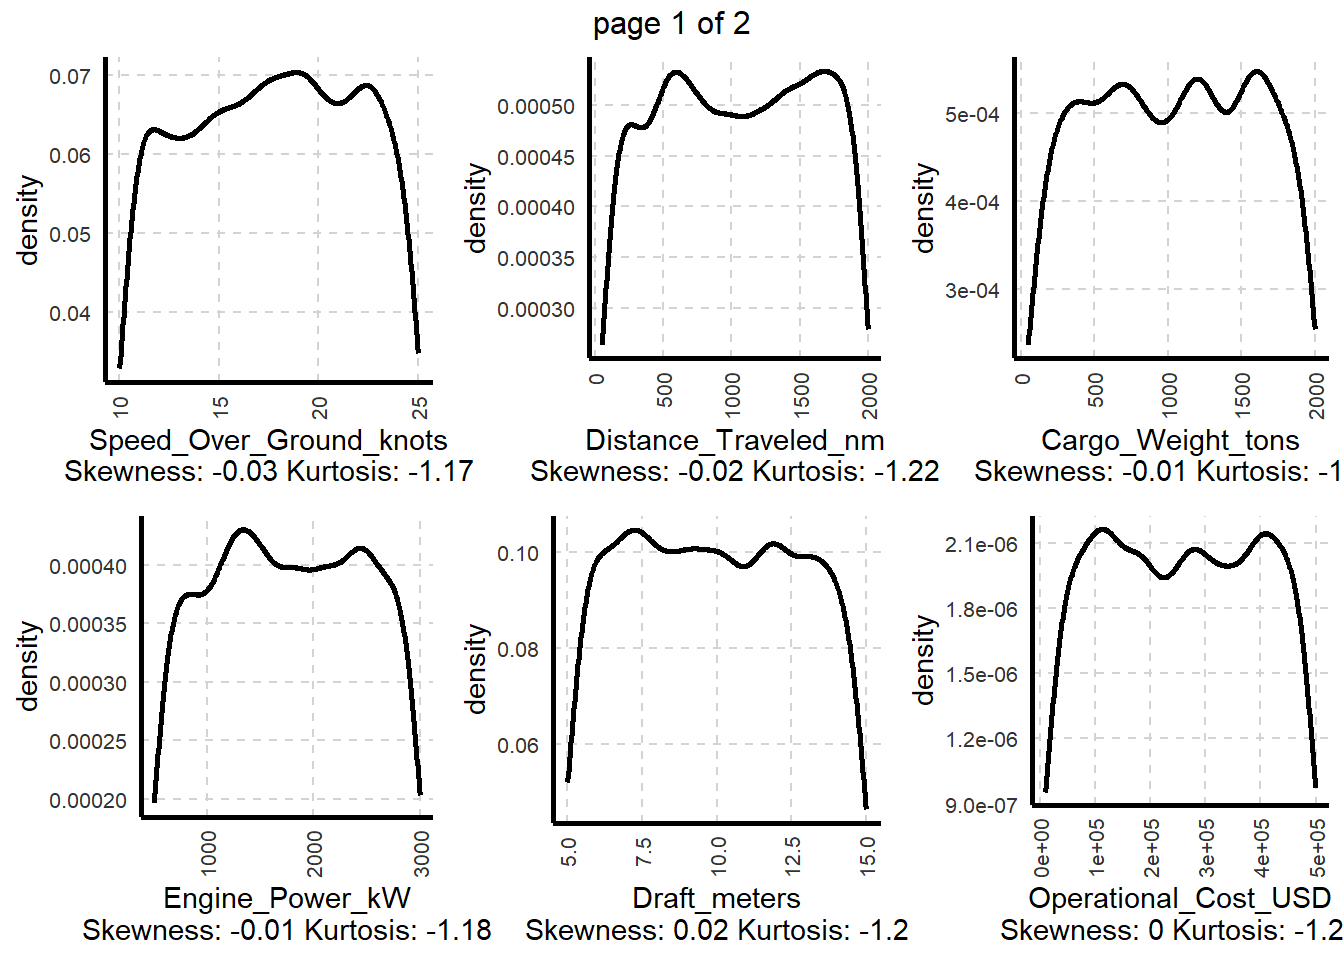 page 1 of 2
0.07
0.06
0.05
0.04
density
10
15
20
25
Speed_Over_Ground_knots
Skewness: -0.03 Kurtosis: -1.17
0.00050
0.00045
0.00040
0.00035
0.00030
density
0
500
1000
1500
2000
Distance_Traveled_nm
Skewness: -0.02 Kurtosis: -1.22
5e-04
4e-04
3e-04
density
0
500
1000
1500
2000
Cargo_Weight_tons
Skewness: -0.01 Kurtosis: -1
0.00040
0.00035
0.00030
0.00025
0.00020
density
1000
2000
3000
Engine_Power_kW
Skewness: -0.01 Kurtosis: -1.18
0.10
0.08
0.06
density
5.0
7.5
10.0
12.5
15.0
Draft_meters
Skewness: 0.02 Kurtosis: -1.2
2.1e-06
1.8e-06
1.5e-06
1.2e-06
9.0e-07
density
0e+00
1e+05
2e+05
3e+05
4e+05
5e+05
Operational_Cost_USD
Skewness: 0 Kurtosis: -1.2